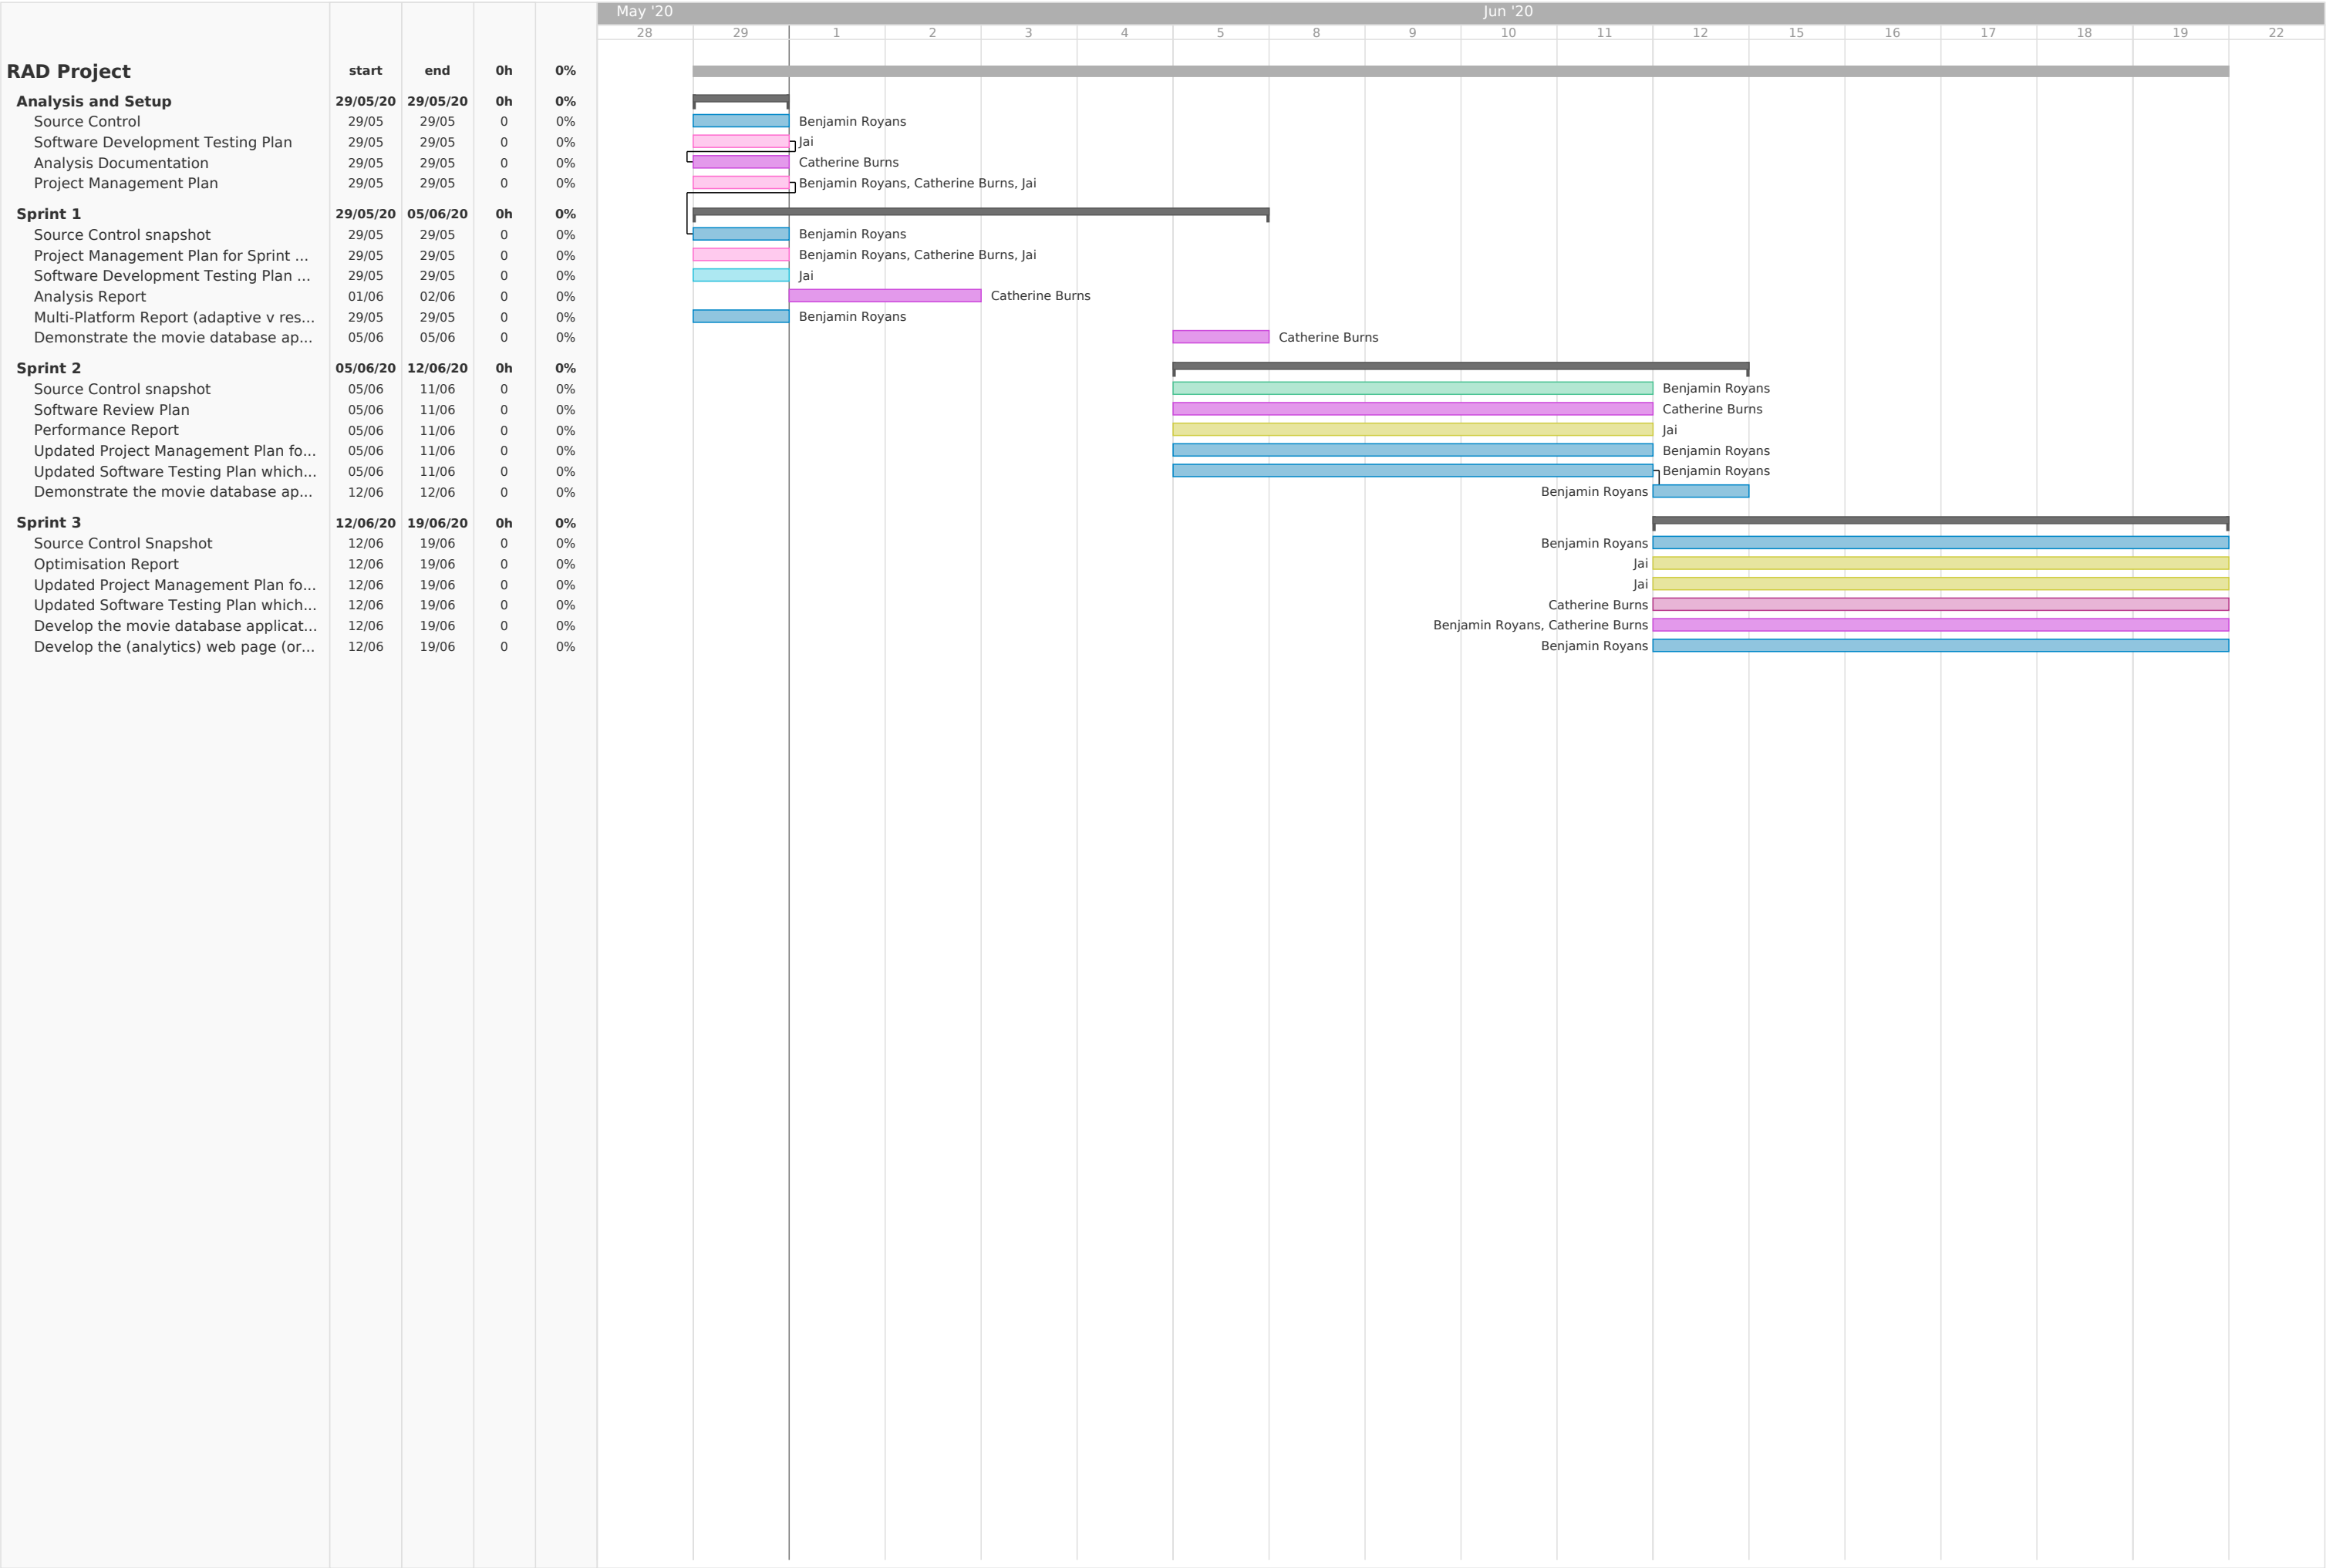 May '20 Jun '20
28 29 1 2 3 4 5 8 9 10 11 12 15 16 17 18 19 22
RAD Project start end 0h 0%
Analysis and Setup 29/05/20 29/05/20 0h 0%
Source Control 29/05 29/05 0 0% Benjamin Royans
Software Development Testing Plan 29/05 29/05 0 0% Jai
Analysis Documentation 29/05 29/05 0 0% Catherine Burns
Project Management Plan 29/05 29/05 0 0% Benjamin Royans, Catherine Burns, Jai
Sprint 1 29/05/20 05/06/20 0h 0%
Source Control snapshot 29/05 29/05 0 0% Benjamin Royans
Project Management Plan for Sprint ... 29/05 29/05 0 0% Benjamin Royans, Catherine Burns, Jai
Software Development Testing Plan ... 29/05 29/05 0 0% Jai
Analysis Report 01/06 02/06 0 0% Catherine Burns
Multi-Platform Report (adaptive v res... 29/05 29/05 0 0% Benjamin Royans
Demonstrate the movie database ap... 05/06 05/06 0 0% Catherine Burns
Sprint 2 05/06/20 12/06/20 0h 0%
Source Control snapshot 05/06 11/06 0 0% Benjamin Royans
Software Review Plan 05/06 11/06 0 0% Catherine Burns
Performance Report 05/06 11/06 0 0% Jai
Updated Project Management Plan fo... 05/06 11/06 0 0% Benjamin Royans
Updated Software Testing Plan which... 05/06 11/06 0 0% Benjamin Royans
Demonstrate the movie database ap... 12/06 12/06 0 0% Benjamin Royans
Sprint 3 12/06/20 19/06/20 0h 0%
Source Control Snapshot 12/06 19/06 0 0% Benjamin Royans
Optimisation Report 12/06 19/06 0 0% Jai
Updated Project Management Plan fo... 12/06 19/06 0 0% Jai
Updated Software Testing Plan which... 12/06 19/06 0 0% Catherine Burns
Develop the movie database applicat... 12/06 19/06 0 0% Benjamin Royans, Catherine Burns
Develop the (analytics) web page (or... 12/06 19/06 0 0% Benjamin Royans